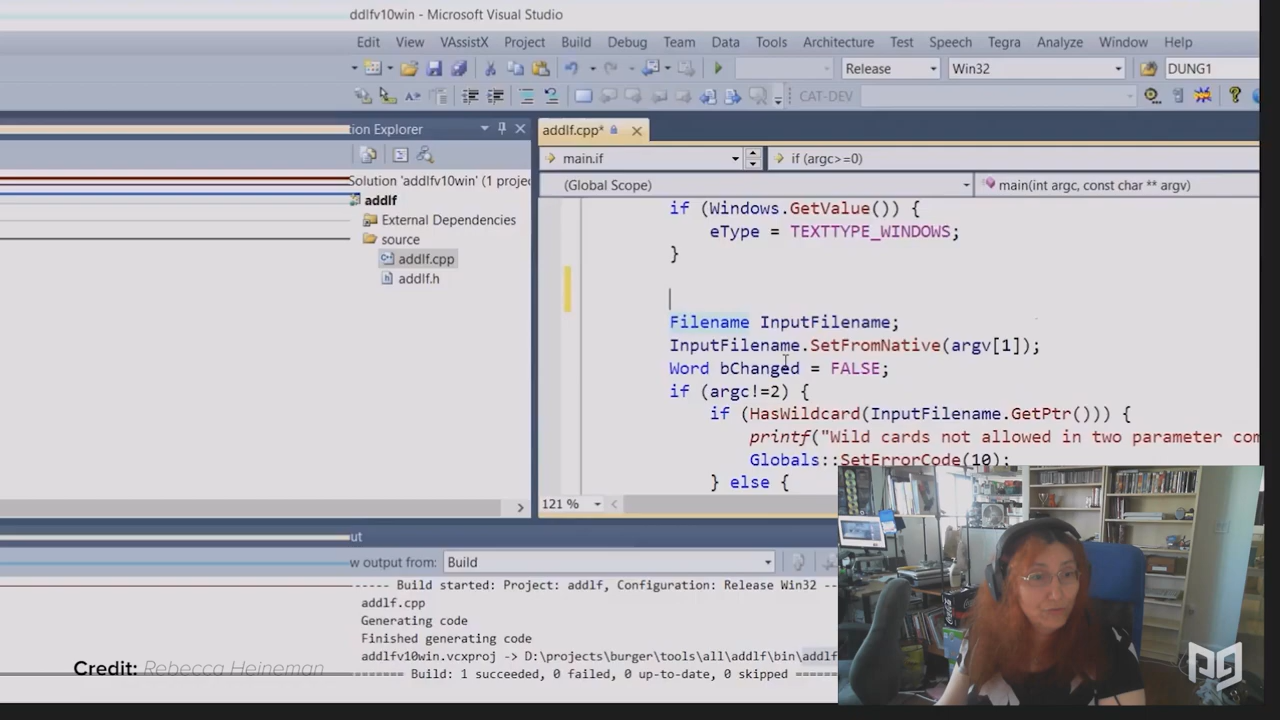 ddlfv10win - Microsoft Visual Studio
Edit View VAssistX Project Build Debug Team Data Tools Architecture Test Speech Tegra Analyze Window Help
Release Win32 DUNG1
CAT-DEV
tion Explorer
addlf.cpp*
main.if
if (argc>=0)
Solution 'addlfv10win' (1 projec
(Global Scope)
main(int argc, const char ** argv)
addlf
External Dependencies
source
addlf.cpp
addlf.h
if (Windows.GetValue()) {
eType = TEXTTYPE_WINDOWS;
}
Filename InputFilename;
InputFilename.SetFromNative(argv[1]);
Word bChanged = FALSE;
if (argc!=2) {
if (HasWildcard(InputFilename.GetPtr())) {
printf("Wild cards not allowed in two parameter com
Globals::SetErrorCode(10);
} else {
121 %
ut
w output from: Build
----- Build started: Project: addlf, Configuration: Release Win32 --
addlf.cpp
Generating code
Finished generating code
addlfv10win.vcxproj -> D:\projects\burger\tools\all\addlf\bin\addlf
------- Build: 1 succeeded, 0 failed, 0 up-to-date, 0 skipped
Credit: Rebecca Heineman
pg